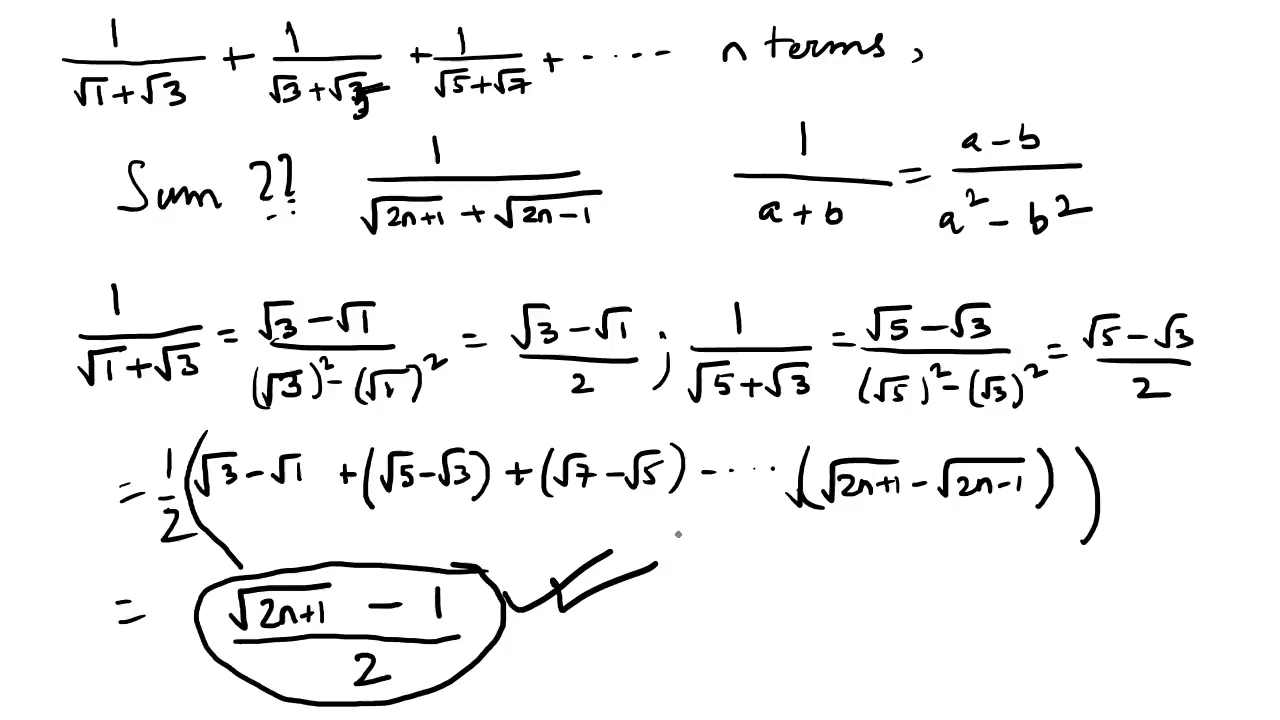 1/(√1+√3) + 1/(√3+√5) + 1/(√5+√7) + ..... n terms,
Sum ?? 1/(√(2n+1) + √(2n-1)) 1/(a+b) = (a-b)/(a²-b²)
1/(√1+√3) = (√3-√1)/((√3)²-(√1)²) = (√3-√1)/2 ; 1/(√5+√3) = (√5-√3)/((√5)²-(√3)²) = (√5-√3)/2
= 1/2 (√3-√1 + (√5-√3) + (√7-√5) - .... (√(2n+1) - √(2n-1)))
= (√(2n+1) - 1)/2